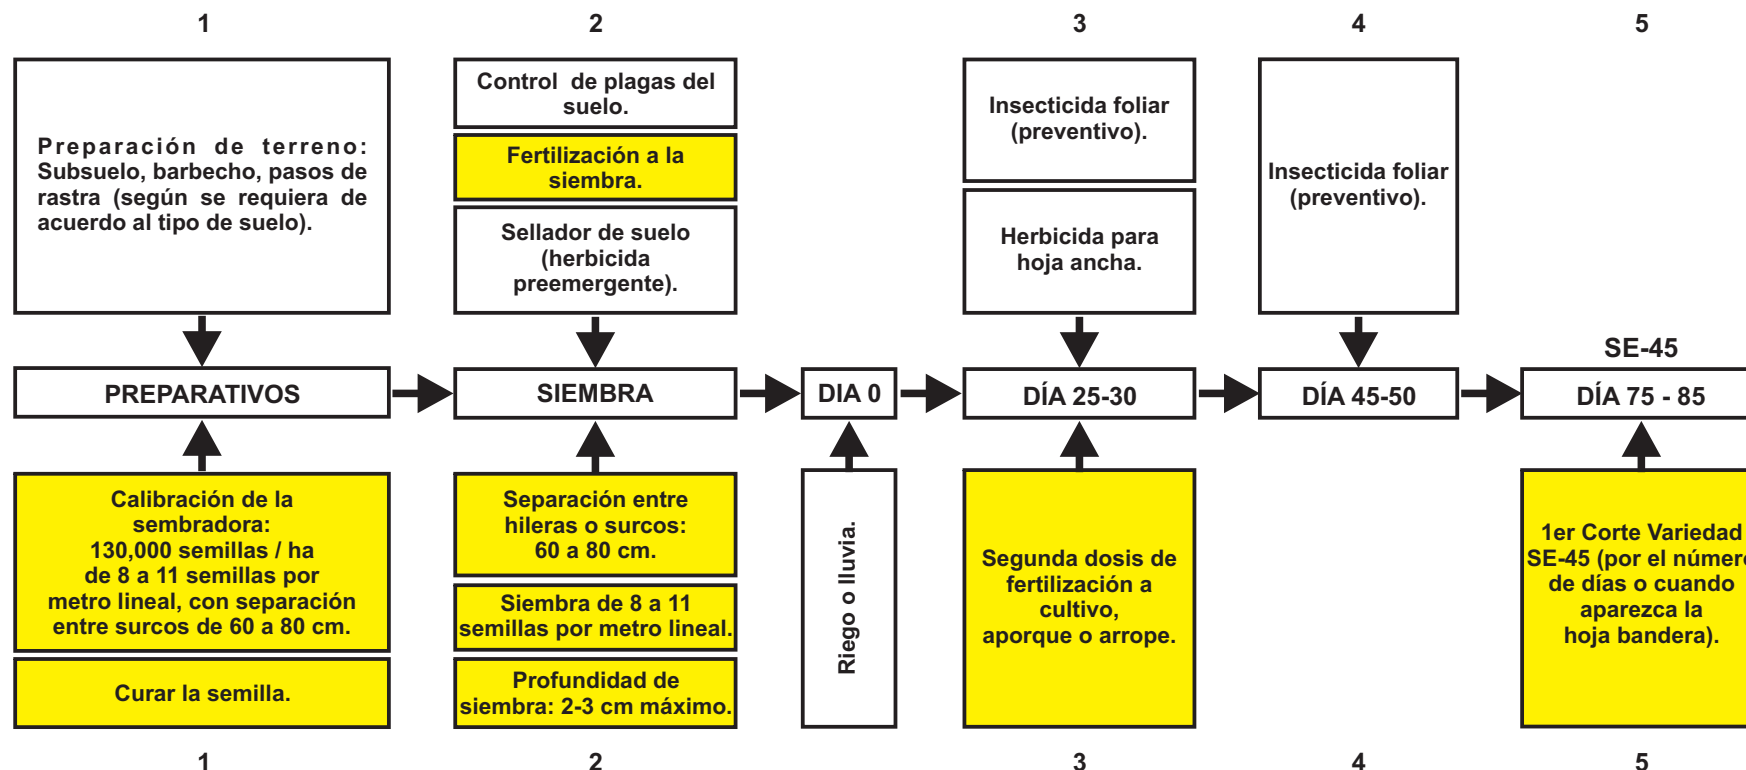 1
2
3
4
5
Preparación de terreno:
Subsuelo, barbecho, pasos de
rastra (según se requiera de
acuerdo al tipo de suelo).
Control de plagas del
suelo.
Fertilización a la
siembra.
Sellador de suelo
(herbicida
preemergente).
Insecticida foliar
(preventivo).
Herbicida para
hoja ancha.
Insecticida foliar
(preventivo).
SE-45
PREPARATIVOS
SIEMBRA
DIA 0
DÍA 25-30
DÍA 45-50
DÍA 75 - 85
Calibración de la
sembradora:
130,000 semillas / ha
de 8 a 11 semillas por
metro lineal, con separación
entre surcos de 60 a 80 cm.
Curar la semilla.
Separación entre
hileras o surcos:
60 a 80 cm.
Siembra de 8 a 11
semillas por metro lineal.
Profundidad de
siembra: 2-3 cm máximo.
Riego o lluvia.
Segunda dosis de
fertilización a
cultivo,
aporque o arrope.
1er Corte Variedad
SE-45 (por el número
de días o cuando
aparezca la
hoja bandera).
1
2
3
4
5